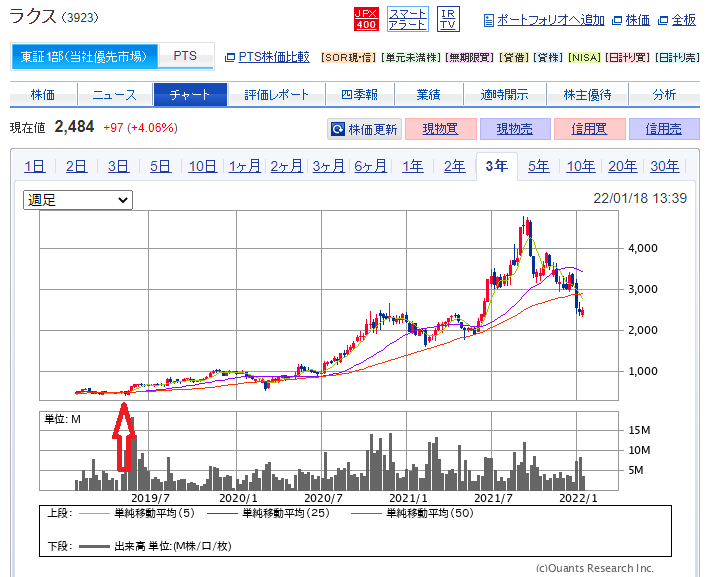 ラクス (3923)
JPX 400 スマートアラート IR TV ポートフォリオへ追加 株価 全板
東証1部(当社優先市場) PTS PTS株価比較 [SOR現・信] [単元未満株] [無期限買] [貸借] [貸株] [NISA] [日計り買] [日計り売]
株価 ニュース チャート 評価レポート 四季報 業績 適時開示 株主優待 分析
現在値 2,484 +97 (+4.06%) 株価更新 現物買 現物売 信用買 信用売
1日 2日 3日 5日 10日 1ヶ月 2ヶ月 3ヶ月 6ヶ月 1年 2年 3年 5年 10年 20年 30年
週足 22/01/18 13:39
4,000
3,000
2,000
1,000
単位: M
15M
10M
5M
2019/7 2020/1 2020/7 2021/1 2021/7 2022/1
上段: 単純移動平均(5) 単純移動平均(25) 単純移動平均(50)
下段: 出来高 単位:(M株/口/枚)
(c)Quants Research Inc.